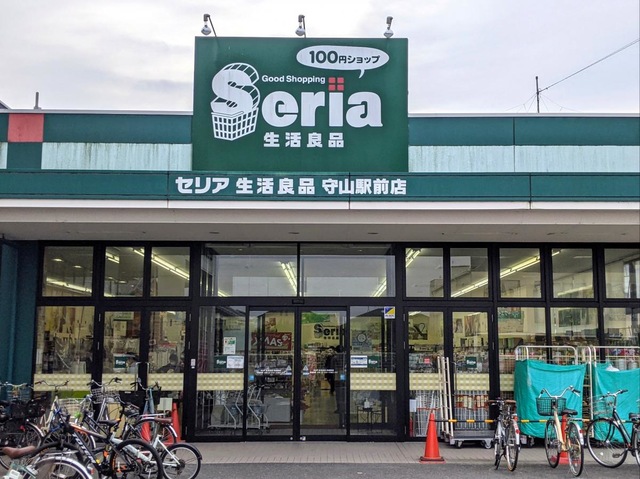 100円ショップ
Good Shopping
Seria
生活良品
セリア 生活良品 守山駅前店
Seria